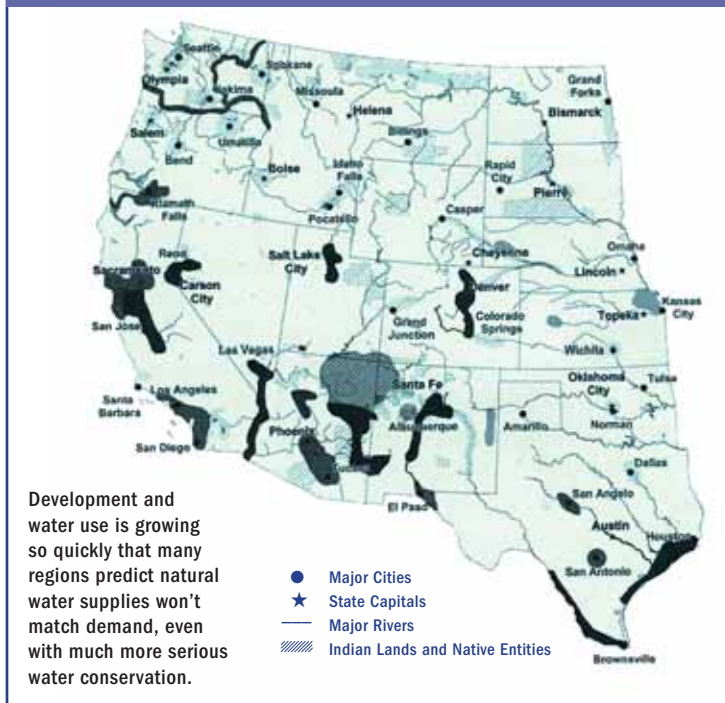 Seattle
Spokane
Olympia
Yakima
Missoula
Helena
Grand Forks
Bismarck
Salem
Umatilla
Billings
Bend
Boise
Idaho Falls
Rapid City
Pierre
Klamath Falls
Pocatello
Casper
Reno
Salt Lake City
Cheyenne
Omaha
Sacramento
Carson City
Lincoln
Denver
San Jose
Grand Junction
Colorado Springs
Topeka
Kansas City
Las Vegas
Wichita
Santa Fe
Oklahoma City
Tulsa
Santa Barbara
Los Angeles
Phoenix
Albuquerque
Amarillo
Norman
San Diego
Tucson
Dallas
El Paso
San Angelo
Austin
Houston
San Antonio
Brownsville
Development and
water use is growing
so quickly that many
regions predict natural
water supplies won’t
match demand, even
with much more serious
water conservation.
Major Cities
State Capitals
Major Rivers
Indian Lands and Native Entities